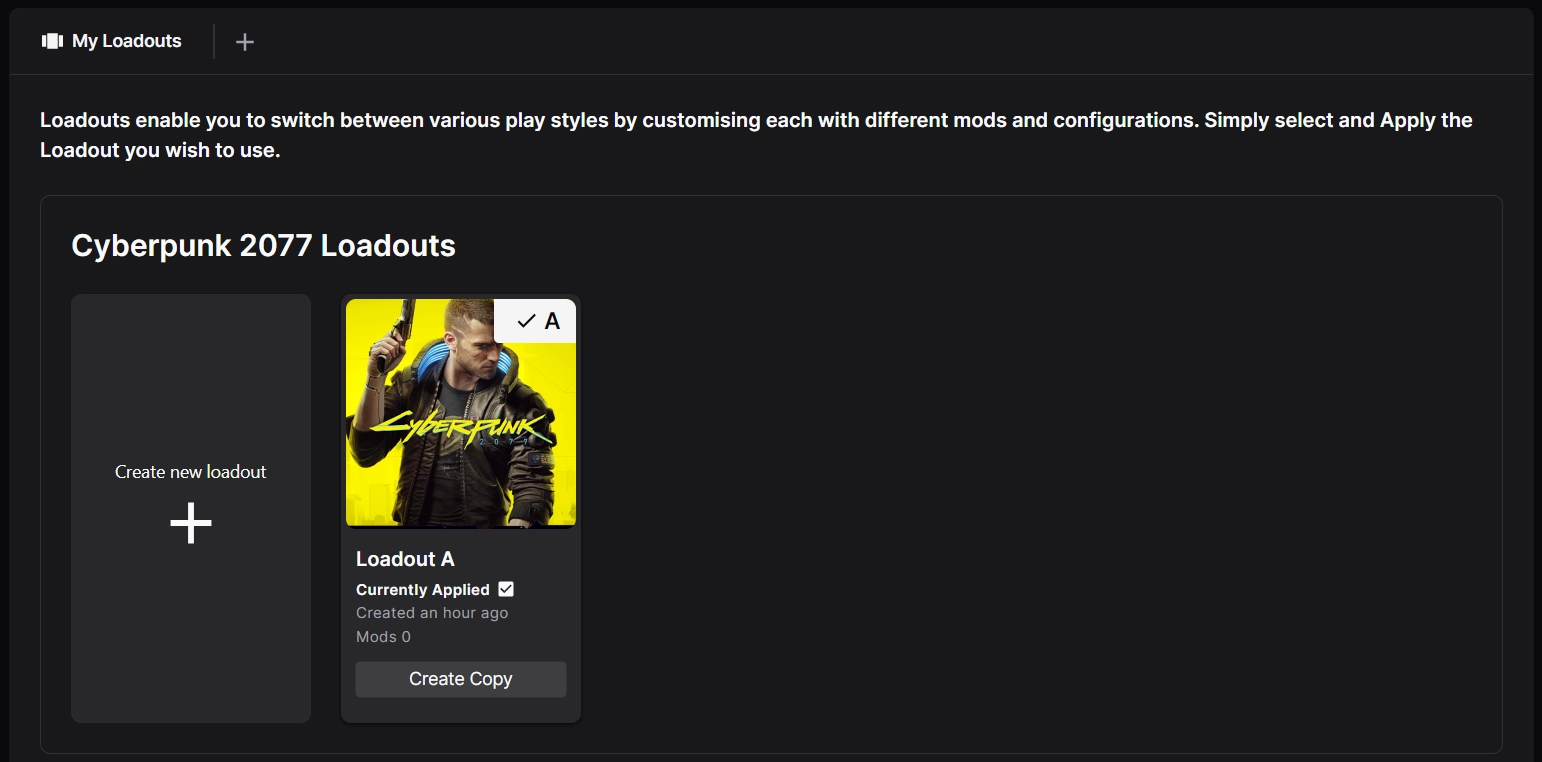 My Loadouts
Loadouts enable you to switch between various play styles by customising each with different mods and configurations. Simply select and Apply the
Loadout you wish to use.
Cyberpunk 2077 Loadouts
Create new loadout
A
CYBERPUNK
2077
Loadout A
Currently Applied
Created an hour ago
Mods 0
Create Copy